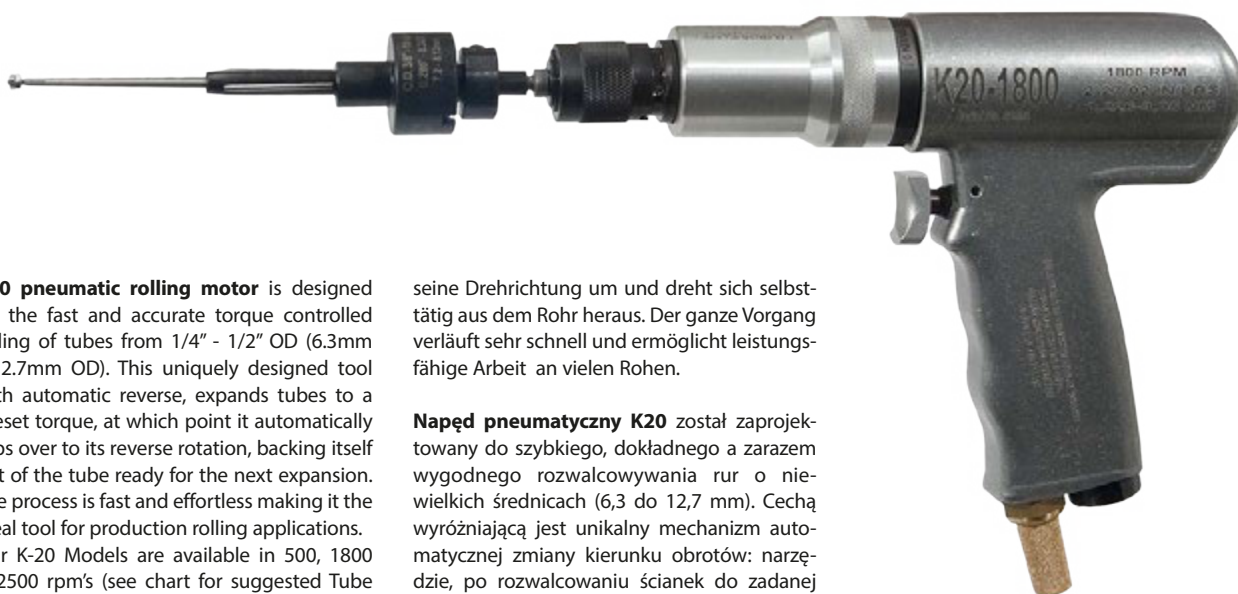 K20-1800
1800 RPM
0 pneumatic rolling motor is designed
the fast and accurate torque controlled
ling of tubes from 1/4” - 1/2” OD (6.3mm
2.7mm OD). This uniquely designed tool
th automatic reverse, expands tubes to a
eset torque, at which point it automatically
ps over to its reverse rotation, backing itself
t of the tube ready for the next expansion.
e process is fast and effortless making it the
eal tool for production rolling applications.
r K-20 Models are available in 500, 1800
2500 rpm’s (see chart for suggested Tube
seine Drehrichtung um und dreht sich selbst-
tätig aus dem Rohr heraus. Der ganze Vorgang
verläuft sehr schnell und ermöglicht leistungs-
fähige Arbeit an vielen Rohen.
Napęd pneumatyczny K20 został zaprojek-
towany do szybkiego, dokładnego a zarazem
wygodnego rozwalcowywania rur o nie-
wielkich średnicach (6,3 do 12,7 mm). Cechą
wyróżniającą jest unikalny mechanizm auto-
matycznej zmiany kierunku obrotów: narzę-
dzie, po rozwalcowaniu ścianek do zadanej